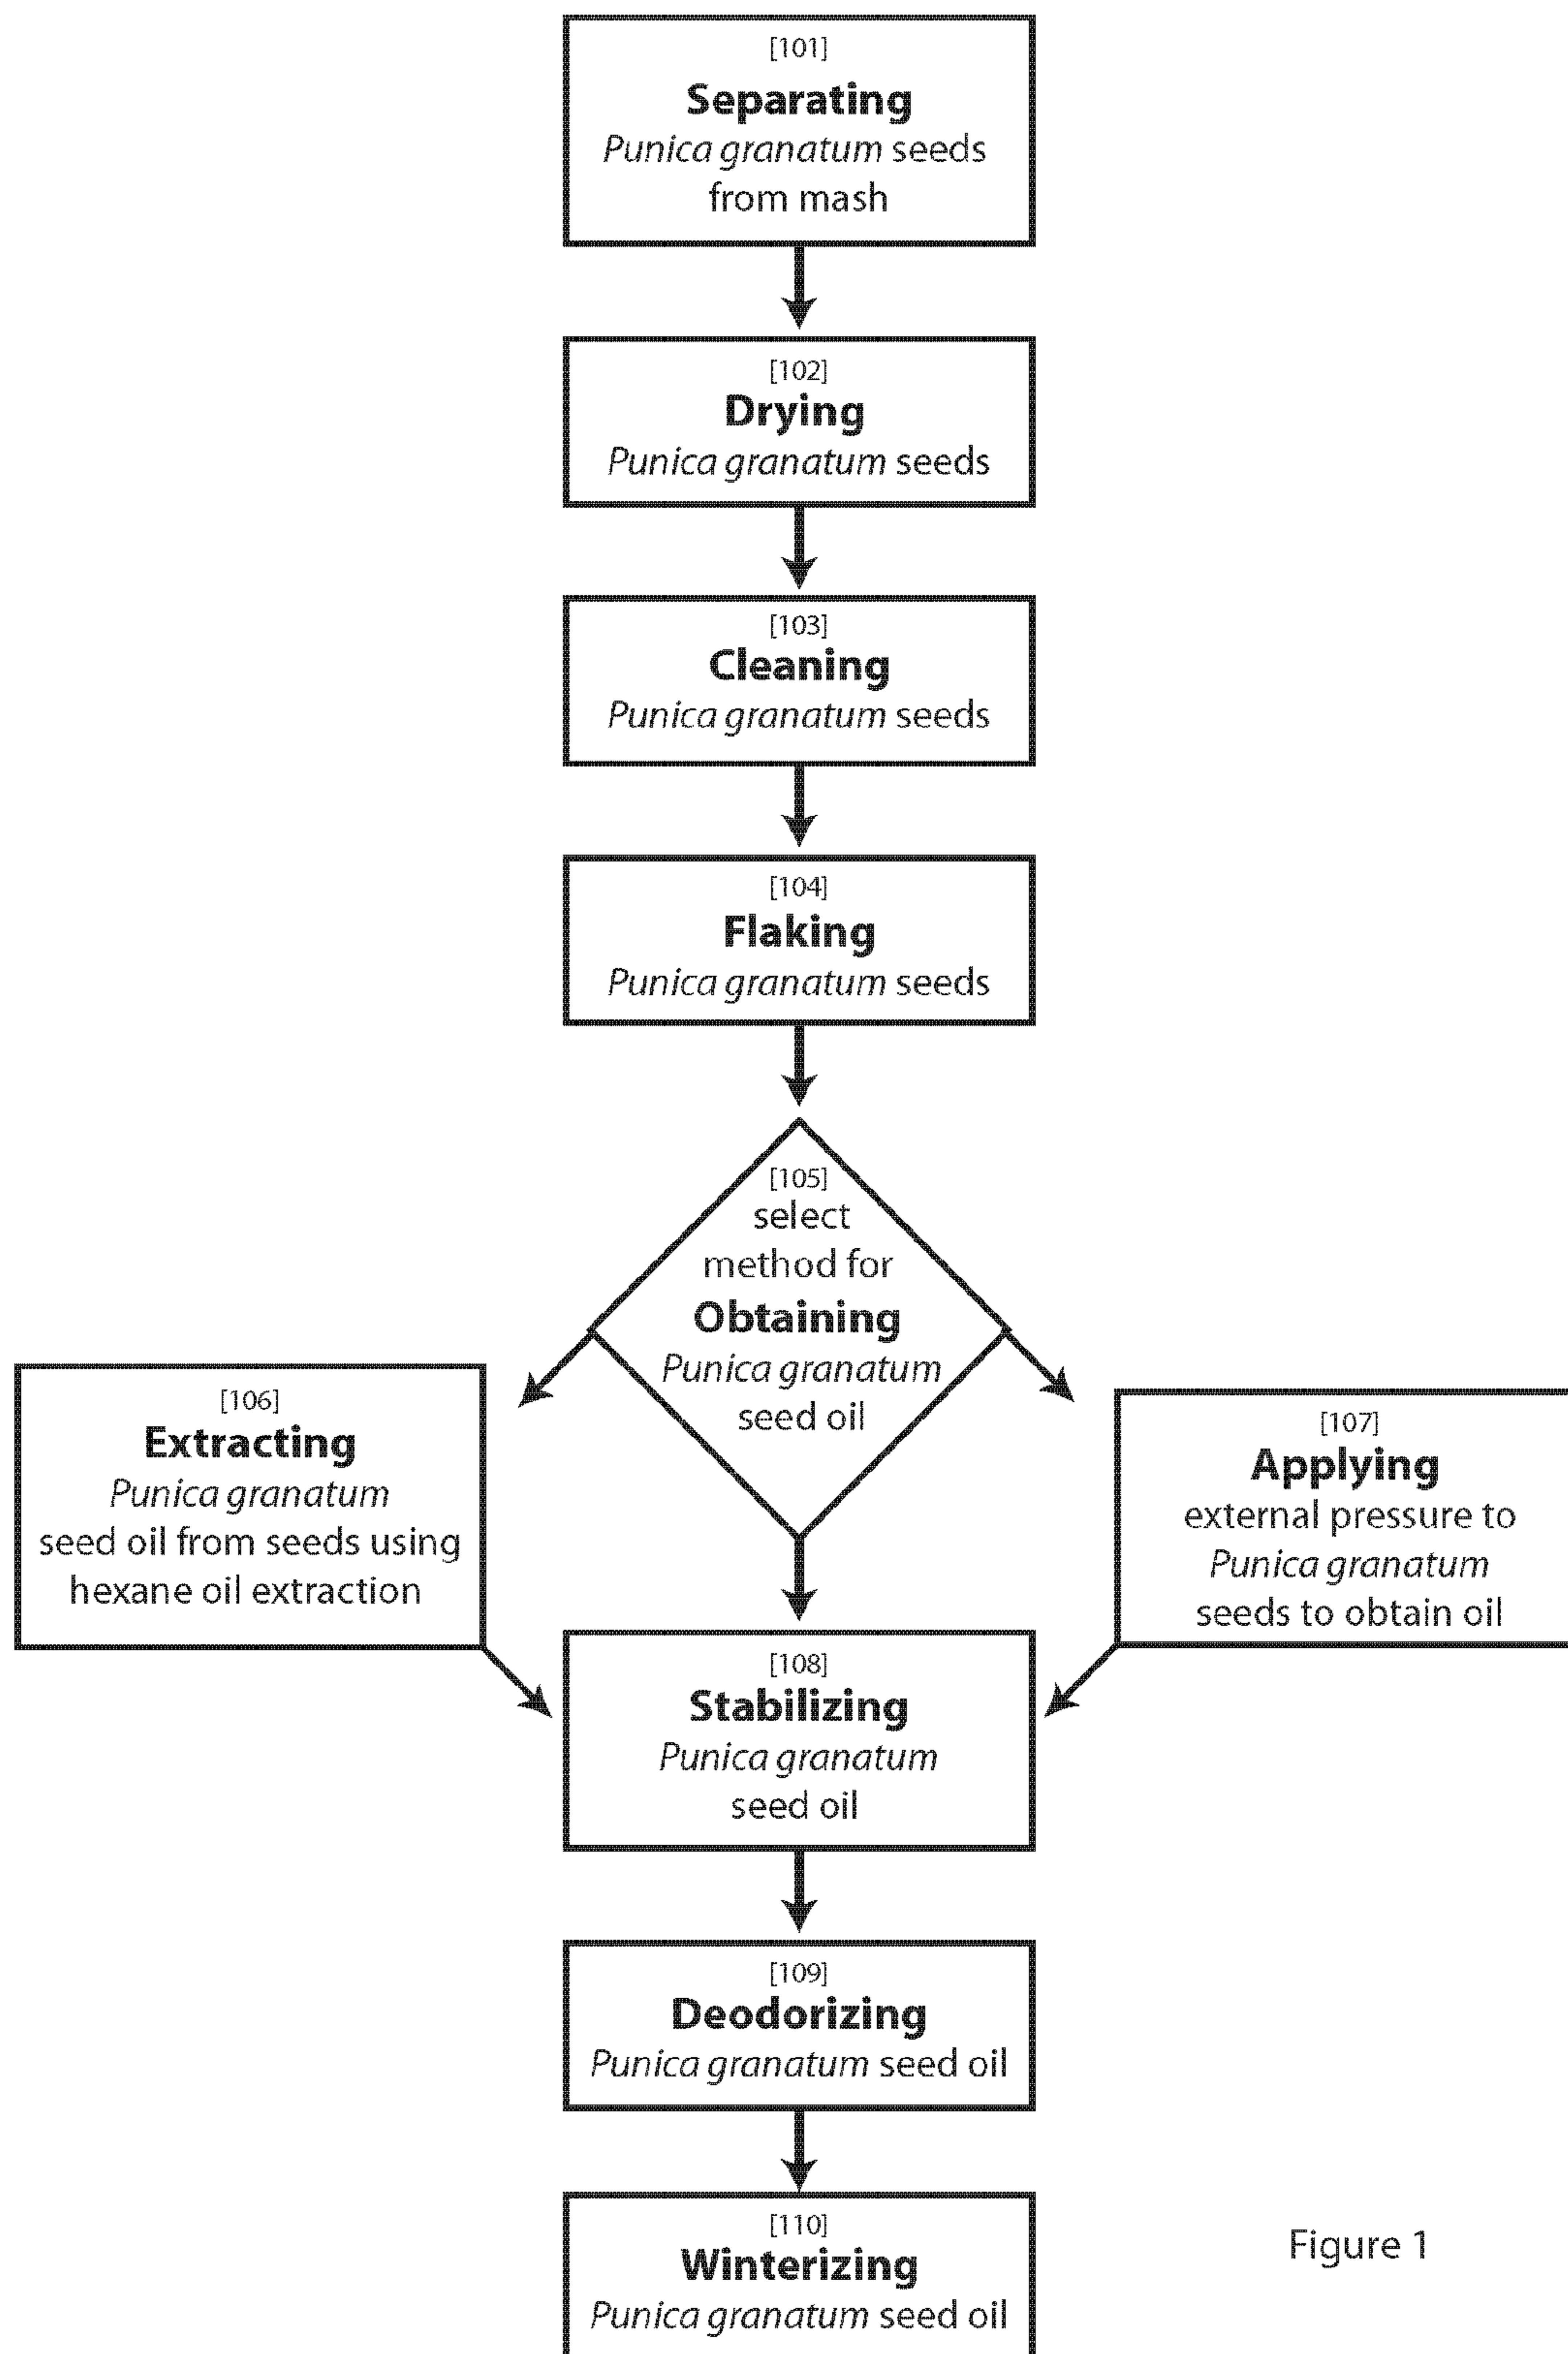 [101]
Separating
Punica granatum seeds
from mash
[102]
Drying
Punica granatum seeds
[103]
Cleaning
Punica granatum seeds
[104]
Flaking
Punica granatum seeds
[105]
select
method for
Obtaining
Punica granatum
seed oil
[106]
Extracting
Punica granatum
seed oil from seeds using
hexane oil extraction
[107]
Applying
external pressure to
Punica granatum
seeds to obtain oil
[108]
Stabilizing
Punica granatum
seed oil
[109]
Deodorizing
Punica granatum seed oil
[110]
Winterizing
Punica granatum seed oil
Figure 1